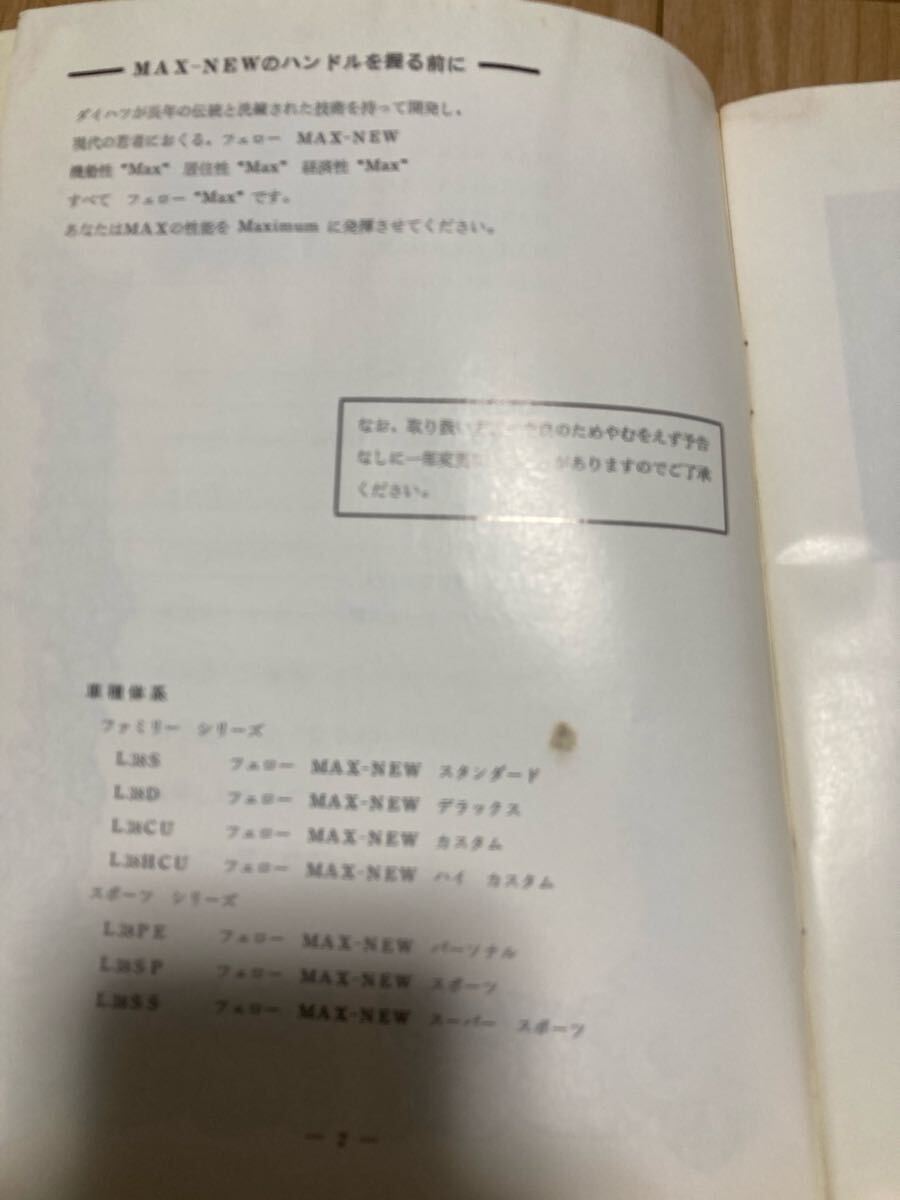 MAX-NEWのハンドルを握る前に
ダイハツが長年の伝統と洗練された技術を持って開発し、
現代の若者におくる。フェロー MAX-NEW
機動性 "Max" 居住性 "Max" 経済性 "Max"
すべて フェロー "Max" です。
あなたはMAXの性能を Maximum に発揮させてください。
なお、取り扱い のためやむをえず予告
なしに一部変更 がありますのでご了承
ください。
車種体系
ファミリー シリーズ
L38S フェロー MAX-NEW スタンダード
L38D フェロー MAX-NEW デラックス
L38CU フェロー MAX-NEW カスタム
L38HCU フェロー MAX-NEW ハイ カスタム
スポーツ シリーズ
L38PE フェロー MAX-NEW パーソナル
L38SP フェロー MAX-NEW スポーツ
L38SS フェロー MAX-NEW スーパー スポーツ
— 2 —